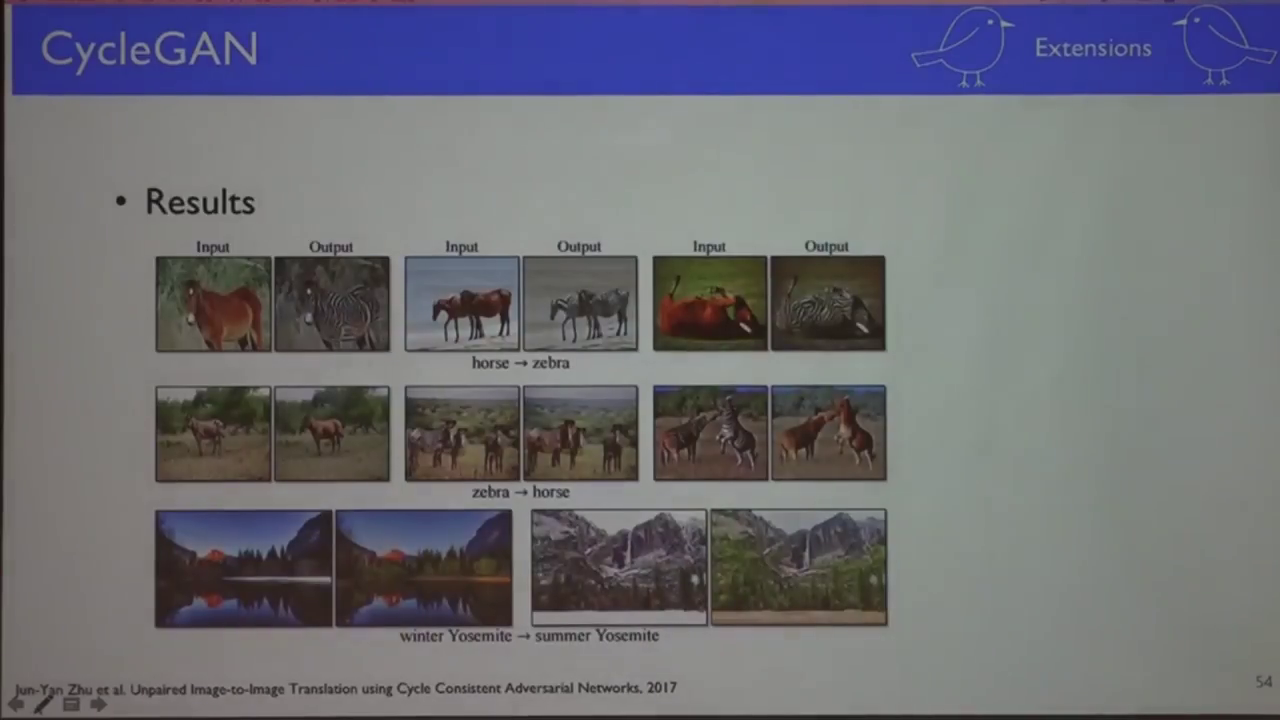 CycleGAN
Extensions
• Results
Input Output Input Output Input Output
horse → zebra
zebra → horse
winter Yosemite → summer Yosemite
Jun-Yan Zhu et al. Unpaired Image-to-Image Translation using Cycle Consistent Adversarial Networks, 2017
54